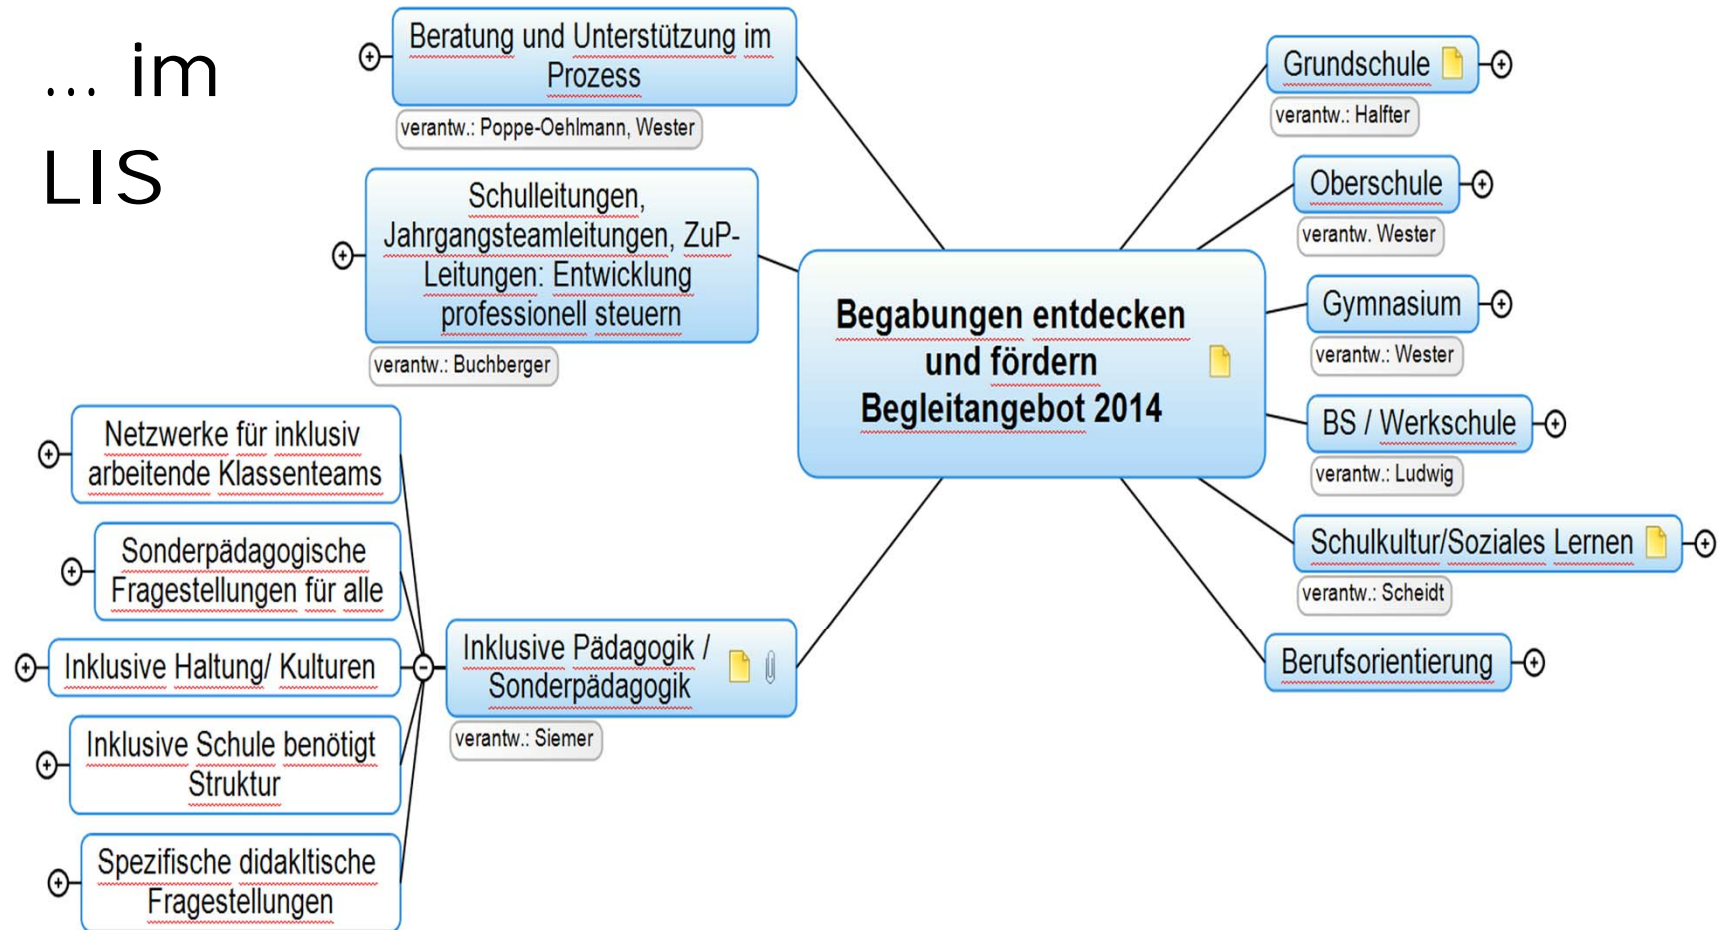 ... im
LIS
Beratung und Unterstützung im
Prozess
verantw.: Poppe-Oehlmann, Wester
Schulleitungen,
Jahrgangsteamleitungen, ZuP-
Leitungen: Entwicklung
professionell steuern
verantw.: Buchberger
Netzwerke für inklusiv
arbeitende Klassenteams
Sonderpädagogische
Fragestellungen für alle
Inklusive Haltung/ Kulturen
Inklusive Schule benötigt
Struktur
Spezifische didakltische
Fragestellungen
Inklusive Pädagogik /
Sonderpädagogik
verantw.: Siemer
Begabungen entdecken
und fördern
Begleitangebot 2014
Grundschule
verantw.: Halfter
Oberschule
verantw. Wester
Gymnasium
verantw.: Wester
BS / Werkschule
verantw.: Ludwig
Schulkultur/Soziales Lernen
verantw.: Scheidt
Berufsorientierung